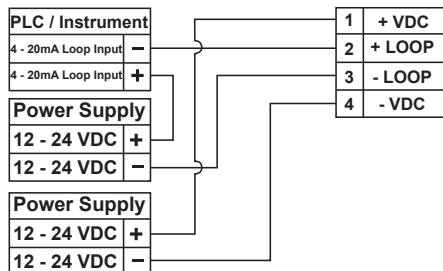 PLC / Instrument
4 - 20mA Loop Input −
4 - 20mA Loop Input +
Power Supply
12 - 24 VDC +
12 - 24 VDC −
Power Supply
12 - 24 VDC +
12 - 24 VDC −
1 + VDC
2 + LOOP
3 - LOOP
4 - VDC